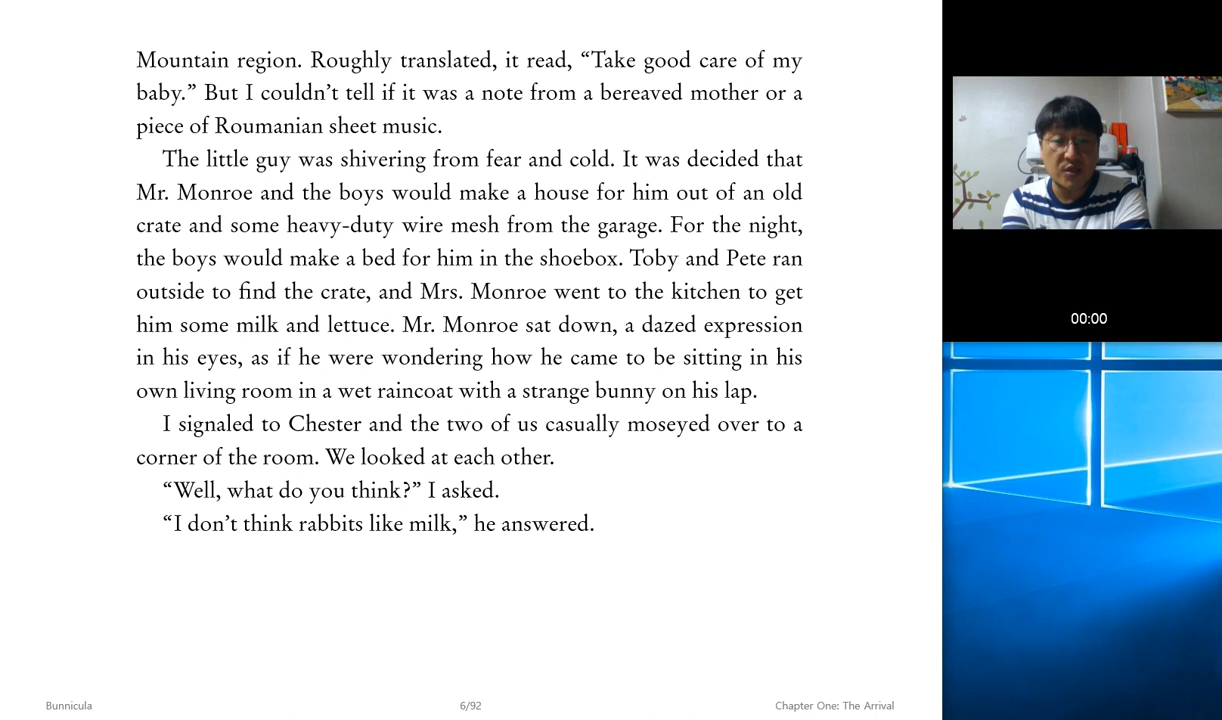 Mountain region. Roughly translated, it read, “Take good care of my
baby.” But I couldn’t tell if it was a note from a bereaved mother or a
piece of Roumanian sheet music.
The little guy was shivering from fear and cold. It was decided that
Mr. Monroe and the boys would make a house for him out of an old
crate and some heavy-duty wire mesh from the garage. For the night,
the boys would make a bed for him in the shoebox. Toby and Pete ran
outside to find the crate, and Mrs. Monroe went to the kitchen to get
him some milk and lettuce. Mr. Monroe sat down, a dazed expression
in his eyes, as if he were wondering how he came to be sitting in his
own living room in a wet raincoat with a strange bunny on his lap.
I signaled to Chester and the two of us casually moseyed over to a
corner of the room. We looked at each other.
“Well, what do you think?” I asked.
“I don’t think rabbits like milk,” he answered.
Bunnicula
6/92
Chapter One: The Arrival
00:00